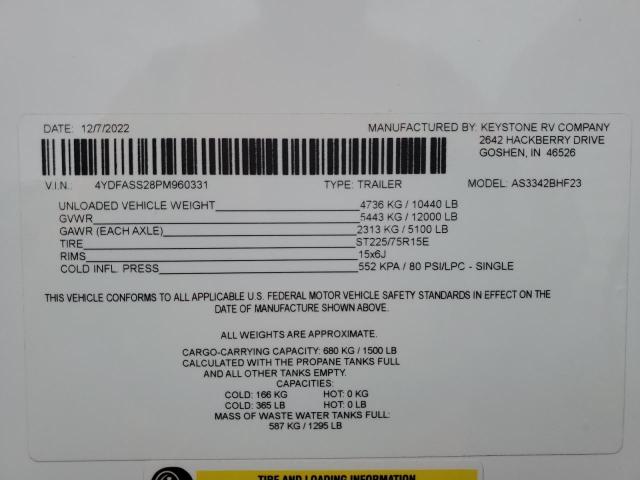 DATE: 12/7/2022 MANUFACTURED BY: KEYSTONE RV COMPANY
2642 HACKBERRY DRIVE
GOSHEN, IN 46526
V.I.N.: 4YDFASS28PM960331 TYPE: TRAILER MODEL: AS3342BHF23
UNLOADED VEHICLE WEIGHT 4736 KG / 10440 LB
GVWR 5443 KG / 12000 LB
GAWR (EACH AXLE) 2313 KG / 5100 LB
TIRE ST225/75R15E
RIMS 15x6J
COLD INFL. PRESS 552 KPA / 80 PSI/LPC - SINGLE
THIS VEHICLE CONFORMS TO ALL APPLICABLE U.S. FEDERAL MOTOR VEHICLE SAFETY STANDARDS IN EFFECT ON THE
DATE OF MANUFACTURE SHOWN ABOVE.
ALL WEIGHTS ARE APPROXIMATE.
CARGO-CARRYING CAPACITY: 680 KG / 1500 LB
CALCULATED WITH THE PROPANE TANKS FULL
AND ALL OTHER TANKS EMPTY.
CAPACITIES:
COLD: 166 KG HOT: 0 KG
COLD: 365 LB HOT: 0 LB
MASS OF WASTE WATER TANKS FULL:
587 KG / 1295 LB
TIRE AND LOADING INFORMATION